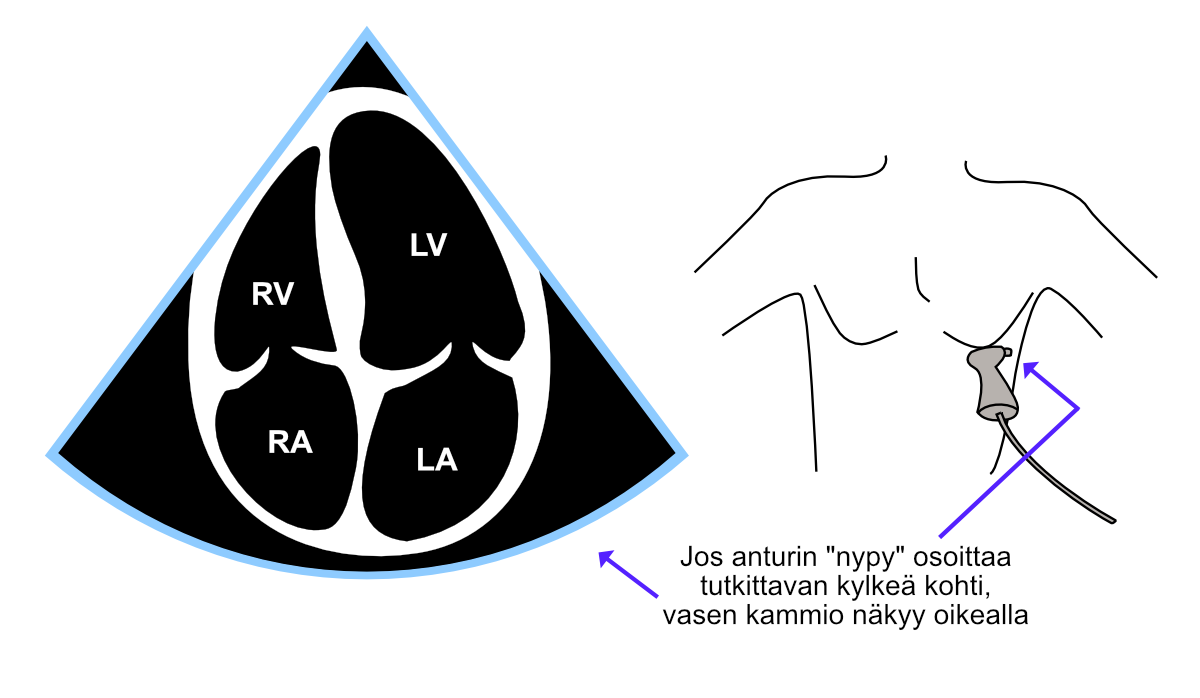 LV
RV
RA
LA
Jos anturin "nypy" osoittaa
tutkittavan kylkeä kohti,
vasen kammio näkyy oikealla